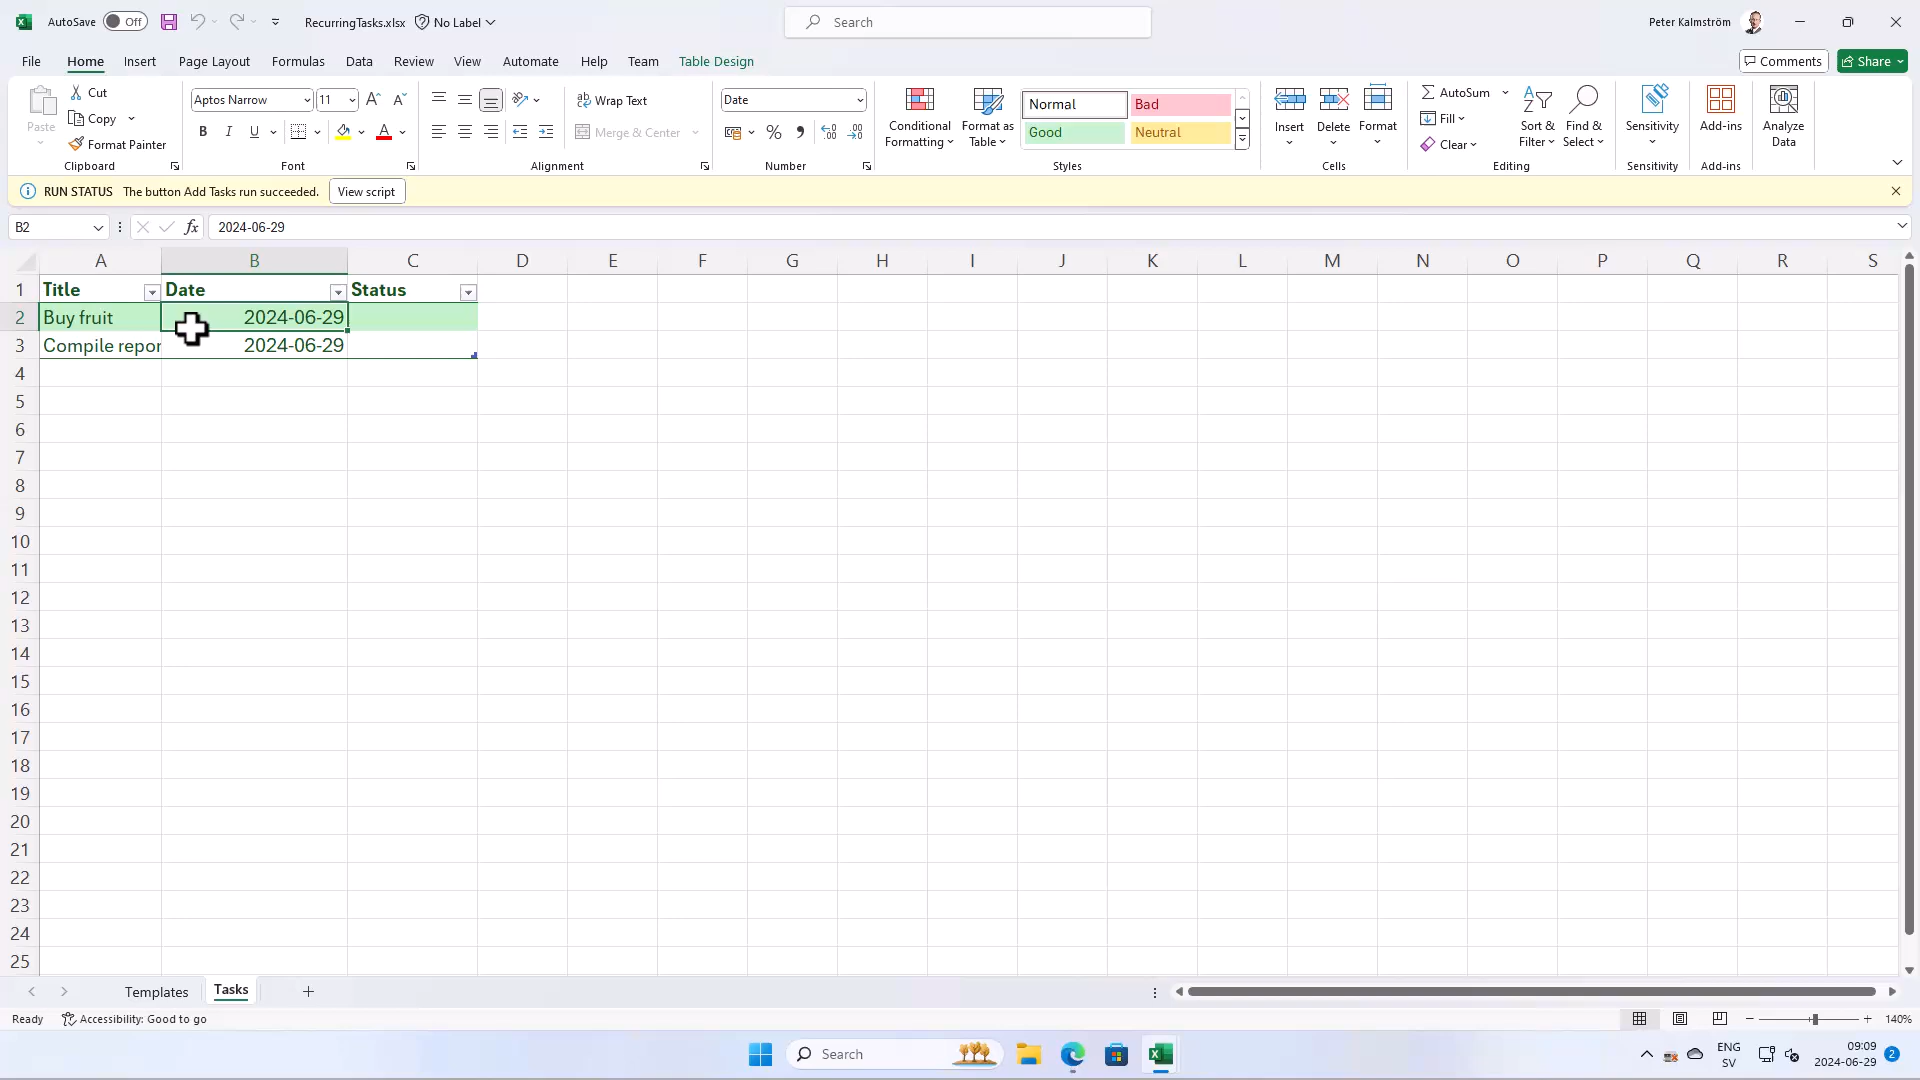 AutoSave Off RecurringTasks.xlsx No Label Search Peter Kalmström
File Home Insert Page Layout Formulas Data Review View Automate Help Team Table Design Comments Share
Paste
Cut
Copy
Format Painter
Clipboard
Aptos Narrow 11
B I U
Font
Wrap Text
Merge & Center
Alignment
Date
Number
Conditional Formatting
Format as Table
Normal Bad
Good Neutral
Styles
Insert Delete Format
Cells
AutoSum
Fill
Clear
Sort & Filter
Find & Select
Editing
Sensitivity
Sensitivity
Add-ins
Add-ins
Analyze Data
RUN STATUS The button Add Tasks run succeeded. View script
B2 fx 2024-06-29
A B C D E F G H I J K L M N O P Q R S
1 Title Date Status
2 Buy fruit 2024-06-29
3 Compile repor 2024-06-29
4
5
6
7
8
9
10
11
12
13
14
15
16
17
18
19
20
21
22
23
24
25
Templates Tasks
Ready Accessibility: Good to go 140%
Search ENG SV 09:09 2024-06-29 2